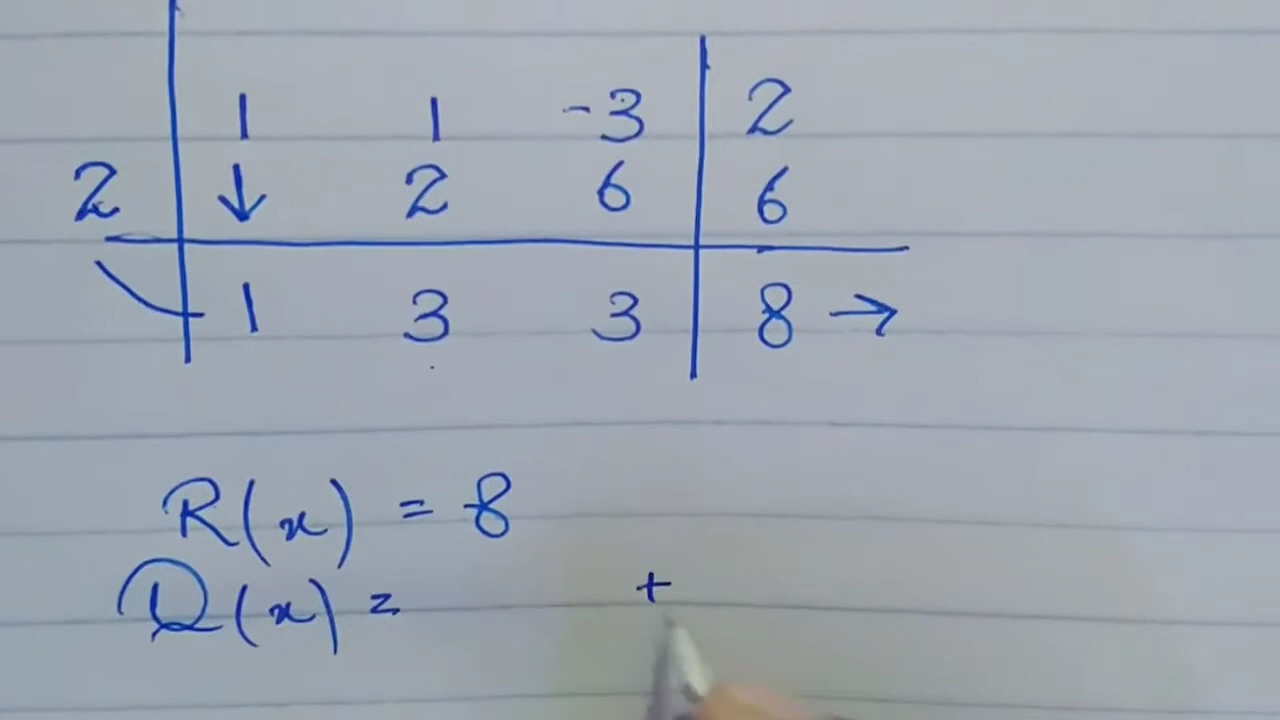 1 1 -3 2
2 ↓ 2 6 6
1 3 3 8 →
R(x) = 8
Q(x) = +